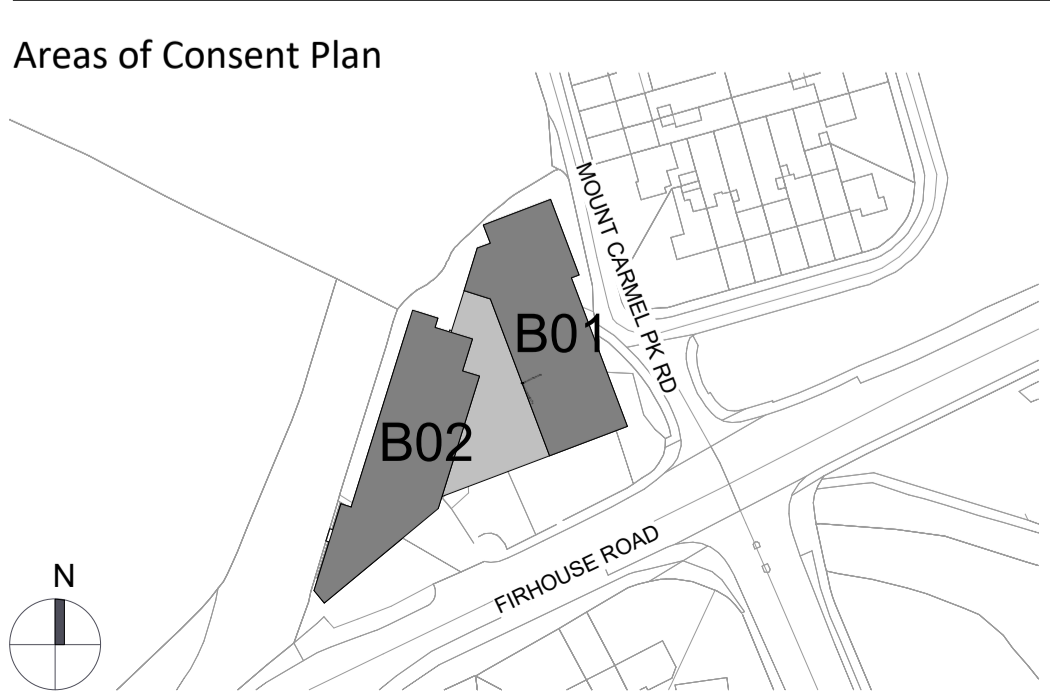 Areas of Consent Plan
MOUNT CARMEL PK RD
B01
B02
FIRHOUSE ROAD
N